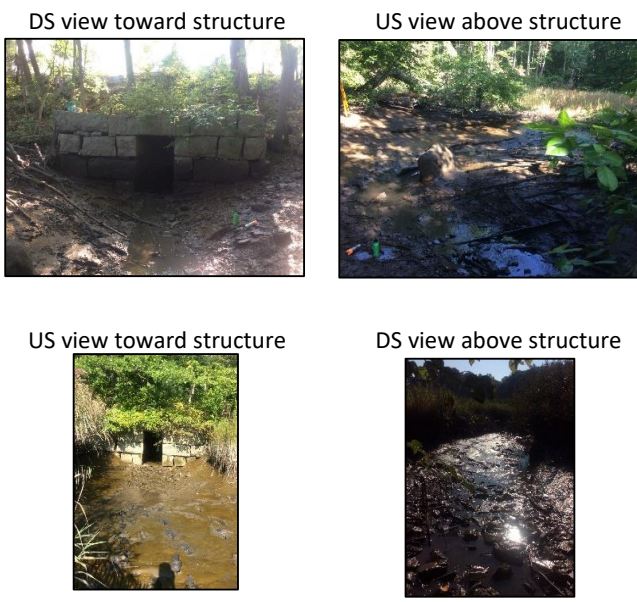 DS view toward structure
US view above structure
US view toward structure
DS view above structure